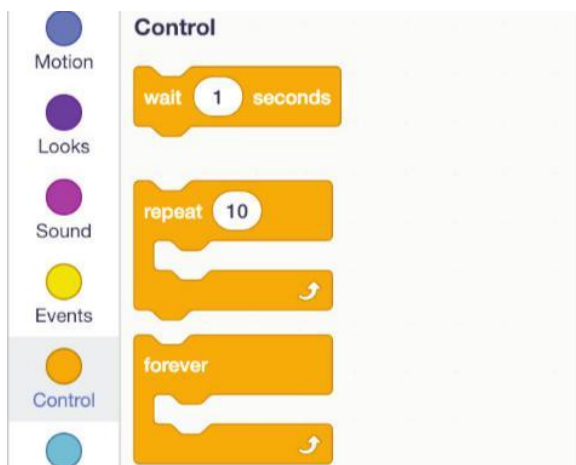 Motion
Looks
Sound
Events
Control
Control
wait 1 seconds
repeat 10
forever